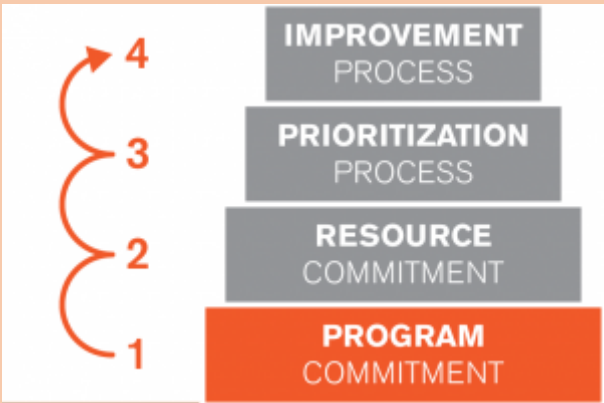 4
IMPROVEMENT
PROCESS
3
PRIORITIZATION
PROCESS
2
RESOURCE
COMMITMENT
1
PROGRAM
COMMITMENT